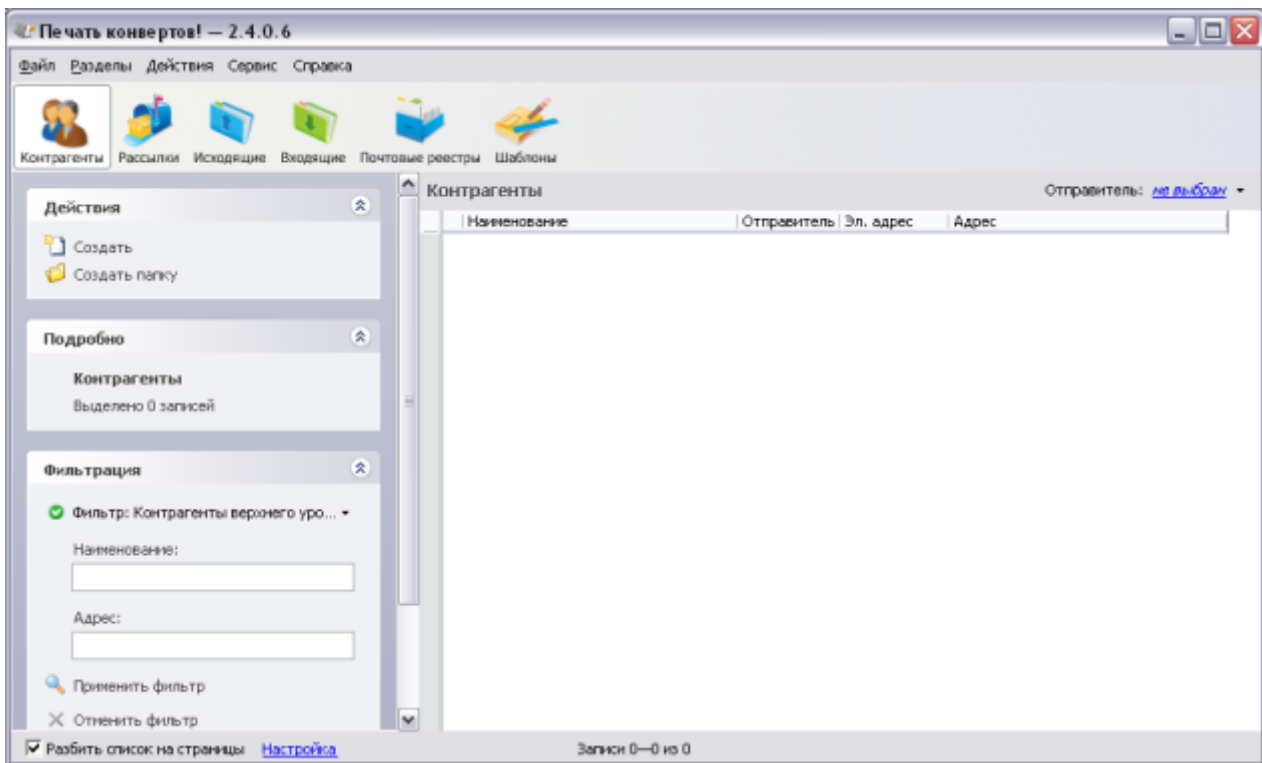 Печать конвертов! — 2.4.0.6
Файл Разделы Действия Сервис Справка
Контрагенты Рассылки Исходящие Входящие Почтовые реестры Шаблоны
Действия
Создать
Создать папку
Подробно
Контрагенты
Выделено 0 записей
Фильтрация
Фильтр: Контрагенты верхнего уро...
Наименование:
Адрес:
Применить фильтр
Отменить фильтр
Контрагенты Отправитель: не выбран
Наименование Отправитель Эл. адрес Адрес
Разбить список на страницы Настройка Записи 0—0 из 0